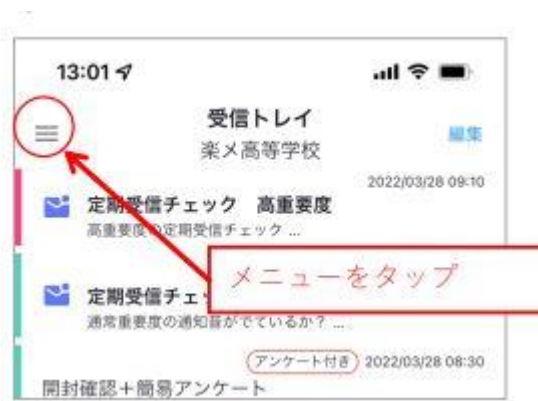 13:01
受信トレイ
楽メ高等学校
編集
2022/03/28 09:10
定期受信チェック 高重要度
高重要度の定期受信チェック ...
メニューをタップ
定期受信チェッ
通常重要度の通知音がでているか? ...
アンケート付き 2022/03/28 08:30
開封確認+簡易アンケート